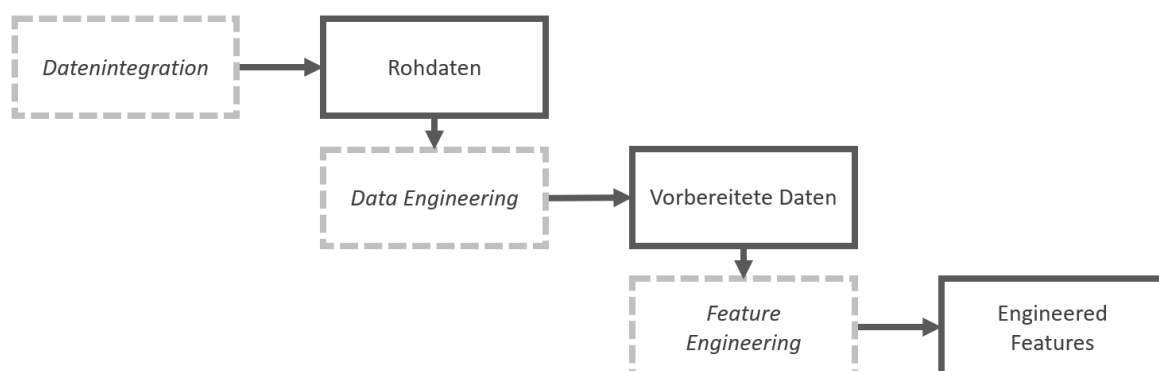 Datenintegration
Rohdaten
Data Engineering
Vorbereitete Daten
Feature
Engineering
Engineered
Features